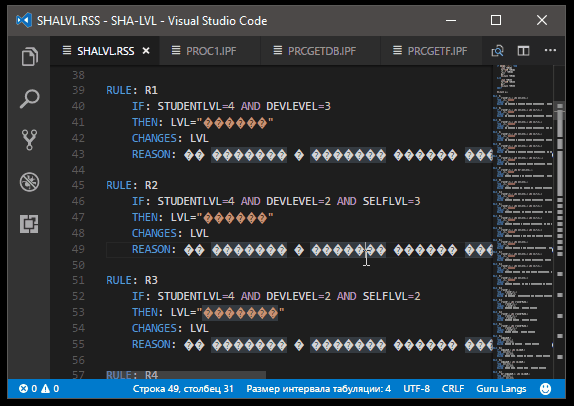 SHALVL.RSS - SHA-LVL - Visual Studio Code
SHALVL.RSS PROC1.IPF PRCGETDB.IPF PRCGETF.IPF
38
39 RULE: R1
40 IF: STUDENTLVL=4 AND DEVLEVEL=3
41 THEN: LVL="������"
42 CHANGES: LVL
43 REASON: �� �������� � �������� ������ ���
44
45 RULE: R2
46 IF: STUDENTLVL=4 AND DEVLEVEL=2 AND SELFLVL=3
47 THEN: LVL="������"
48 CHANGES: LVL
49 REASON: �� �������� � �������� ������ ���
50
51 RULE: R3
52 IF: STUDENTLVL=4 AND DEVLEVEL=2 AND SELFLVL=2
53 THEN: LVL="��������"
54 CHANGES: LVL
55 REASON: �� �������� � �������� ������ ���
56
57 RULE: R4
0 0 Строка 49, столбец 31 Размер интервала табуляции: 4 UTF-8 CRLF Guru Langs